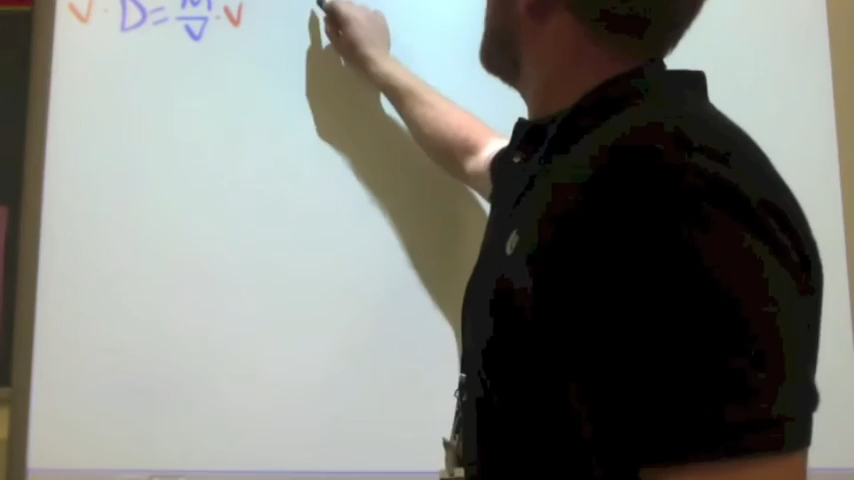 V · D = M/V · V